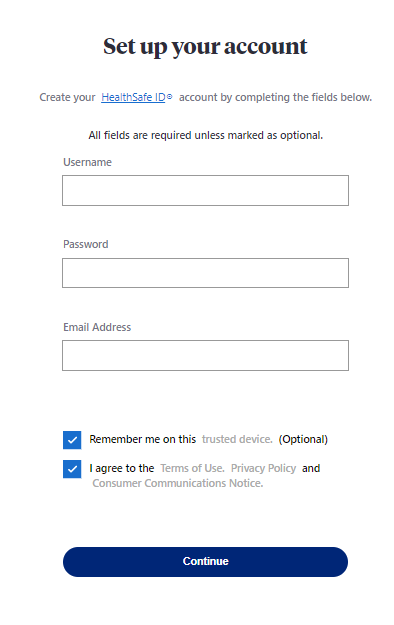 Set up your account
Create your HealthSafe ID® account by completing the fields below.
All fields are required unless marked as optional.
Username
Password
Email Address
Remember me on this trusted device. (Optional)
I agree to the Terms of Use. Privacy Policy and
Consumer Communications Notice.
Continue